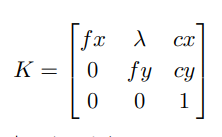 fx λ cx
K = 0 fy cy
0 0 1